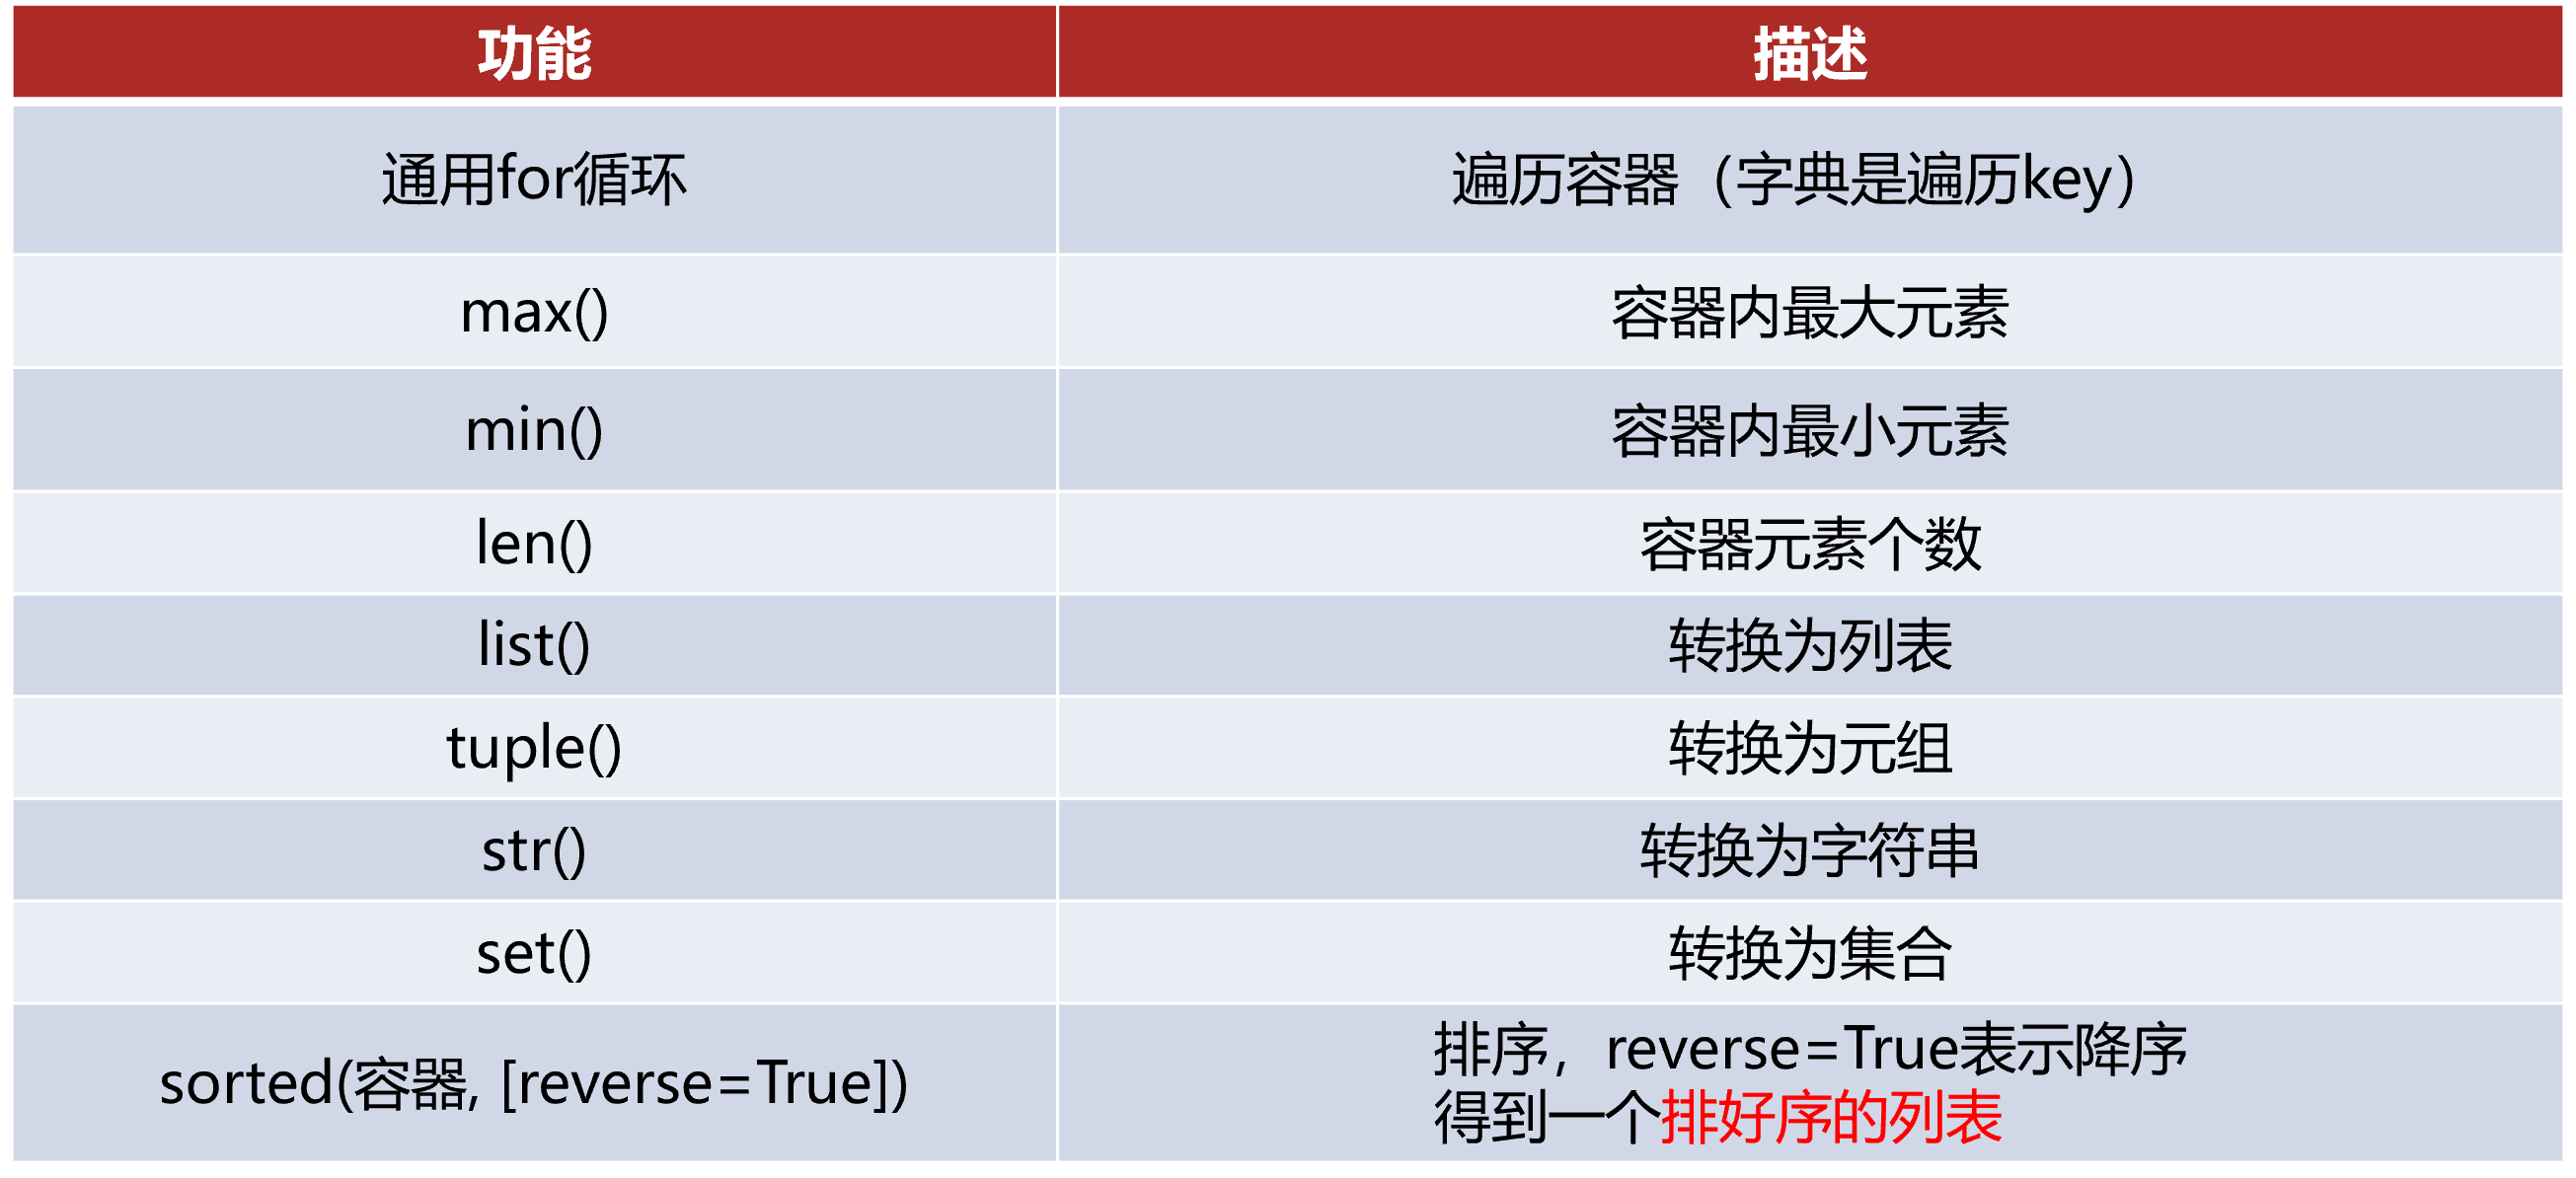 功能 描述
通用for循环 遍历容器（字典是遍历key）
max() 容器内最大元素
min() 容器内最小元素
len() 容器元素个数
list() 转换为列表
tuple() 转换为元组
str() 转换为字符串
set() 转换为集合
sorted(容器, [reverse=True]) 排序，reverse=True表示降序
得到一个排好序的列表